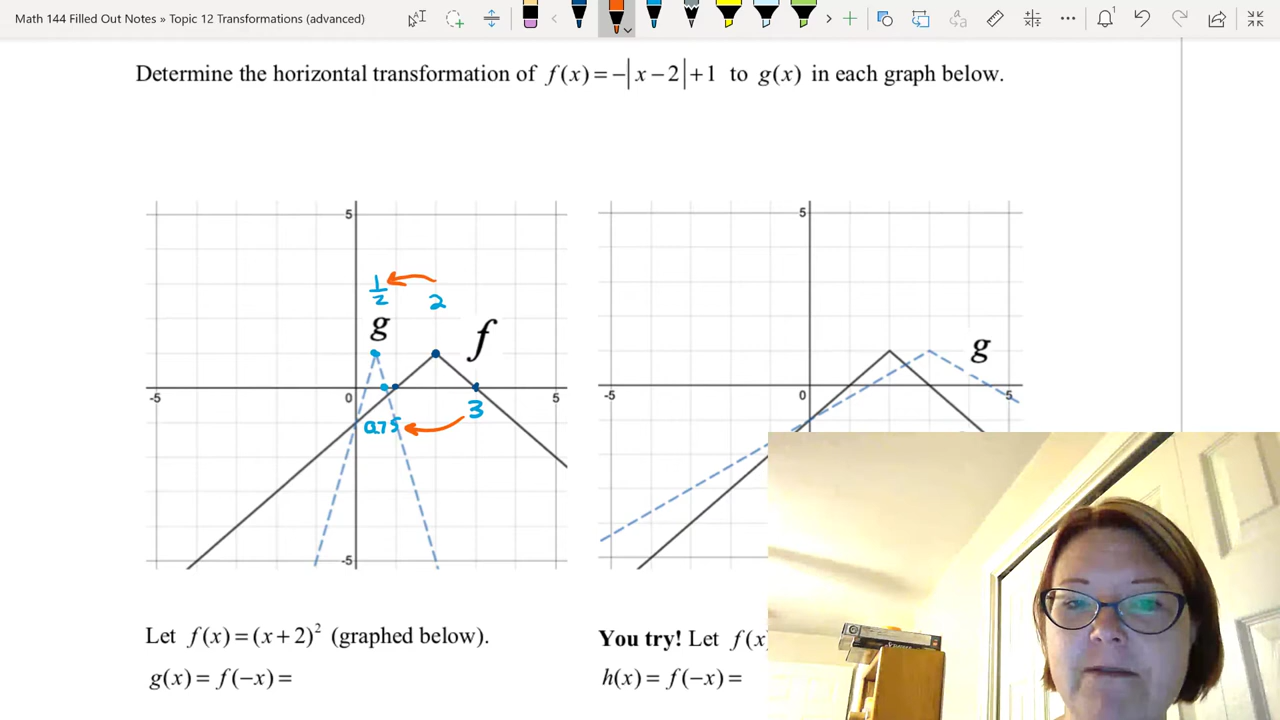 Math 144 Filled Out Notes » Topic 12 Transformations (advanced)
Determine the horizontal transformation of f(x)=−|x−2|+1 to g(x) in each graph below.
5
1/2
2
g
f
-5
0
5
3
0.75
-5
5
g
-5
0
5
Let f(x)=(x+2)² (graphed below).
g(x)=f(−x)=
You try! Let f(x
h(x)=f(−x)=